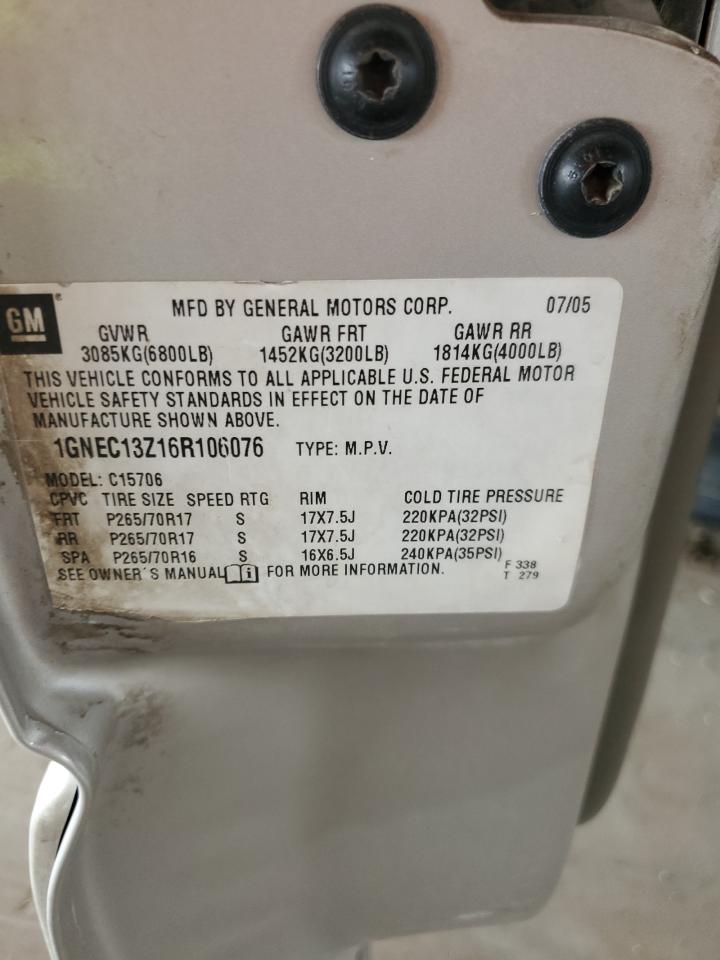 GM ® MFD BY GENERAL MOTORS CORP. 07/05
GVWR GAWR FRT GAWR RR
3085KG(6800LB) 1452KG(3200LB) 1814KG(4000LB)
THIS VEHICLE CONFORMS TO ALL APPLICABLE U.S. FEDERAL MOTOR
VEHICLE SAFETY STANDARDS IN EFFECT ON THE DATE OF
MANUFACTURE SHOWN ABOVE.
1GNEC13Z16R106076 TYPE: M.P.V.
MODEL: C15706
CPVC TIRE SIZE SPEED RTG RIM COLD TIRE PRESSURE
FRT P265/70R17 S 17X7.5J 220KPA(32PSI)
RR P265/70R17 S 17X7.5J 220KPA(32PSI)
SPA P265/70R16 S 16X6.5J 240KPA(35PSI)
SEE OWNER'S MANUAL i FOR MORE INFORMATION. F 338
T 279